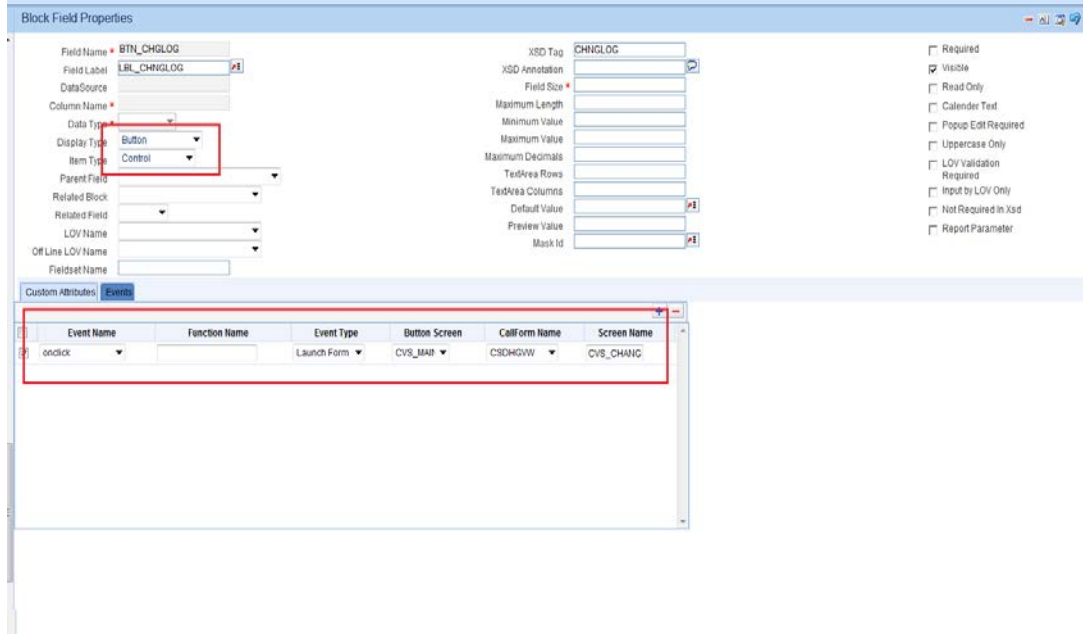 Block Field Properties
Field Name * BTN_CHGLOG
Field Label LBL_CHNGLOG
DataSource
Column Name *
Data Type *
Display Type Button
Item Type Control
Parent Field
Related Block
Related Field
LOV Name
Off Line LOV Name
Fieldset Name
XSD Tag CHNGLOG
XSD Annotation
Field Size *
Maximum Length
Minimum Value
Maximum Value
Maximum Decimals
TextArea Rows
TextArea Columns
Default Value
Preview Value
Mask Id
Required
Visible
Read Only
Calender Text
Popup Edit Required
Uppercase Only
LOV Validation
Required
Input by LOV Only
Not Required In Xsd
Report Parameter
Custom Attributes Events
Event Name Function Name Event Type Button Screen CallForm Name Screen Name
onclick Launch Form CVS_MAI CSDHGVW CVS_CHANG